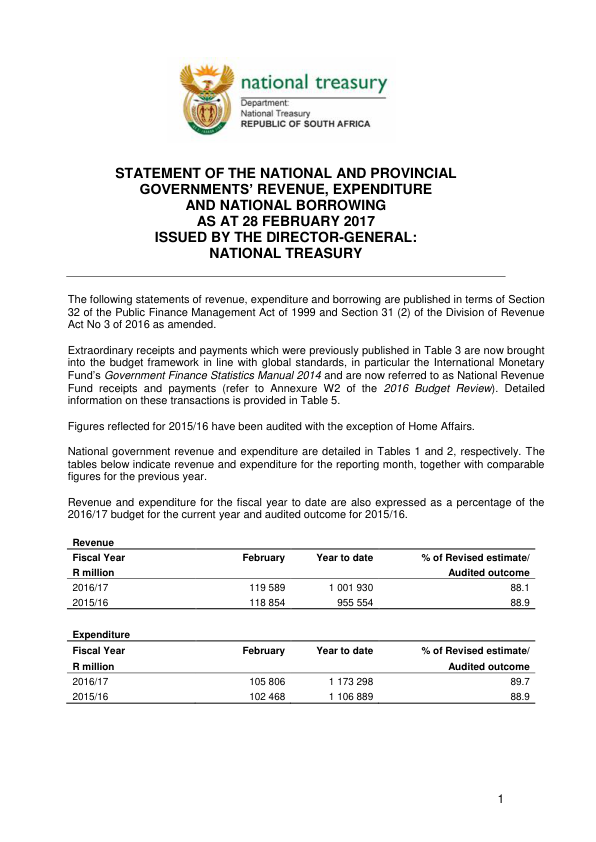 national treasury
Department:
National Treasury
REPUBLIC OF SOUTH AFRICA
STATEMENT OF THE NATIONAL AND PROVINCIAL
GOVERNMENTS' REVENUE, EXPENDITURE
AND NATIONAL BORROWING
AS AT 28 FEBRUARY 2017
ISSUED BY THE DIRECTOR-GENERAL:
NATIONAL TREASURY
The following statements of revenue, expenditure and borrowing are published in terms of Section
32 of the Public Finance Management Act of 1999 and Section 31 (2) of the Division of Revenue
Act No 3 of 2016 as amended.
Extraordinary receipts and payments which were previously published in Table 3 are now brought
into the budget framework in line with global standards, in particular the International Monetary
Fund's Government Finance Statistics Manual 2014 and are now referred to as National Revenue
Fund receipts and payments (refer to Annexure W2 of the 2016 Budget Review). Detailed
information on these transactions is provided in Table 5.
Figures reflected for 2015/16 have been audited with the exception of Home Affairs.
National government revenue and expenditure are detailed in Tables 1 and 2, respectively. The
tables below indicate revenue and expenditure for the reporting month, together with comparable
figures for the previous year.
Revenue and expenditure for the fiscal year to date are also expressed as a percentage of the
2016/17 budget for the current year and audited outcome for 2015/16.
Revenue
Fiscal Year February Year to date % of Revised estimate/
R million Audited outcome
2016/17 119 589 1 001 930 88.1
2015/16 118 854 955 554 88.9
Expenditure
Fiscal Year February Year to date % of Revised estimate/
R million Audited outcome
2016/17 105 806 1 173 298 89.7
2015/16 102 468 1 106 889 88.9
1